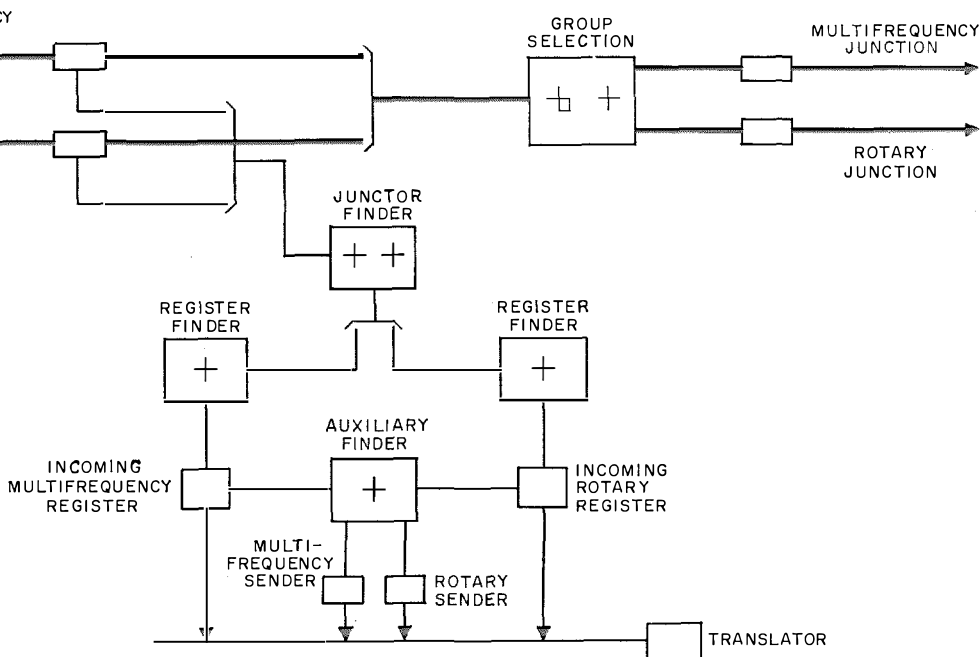 CY
GROUP
SELECTION
MULTIFREQUENCY
JUNCTION
ROTARY
JUNCTION
JUNCTOR
FINDER
REGISTER
FINDER
REGISTER
FINDER
AUXILIARY
FINDER
INCOMING
MULTIFREQUENCY
REGISTER
INCOMING
ROTARY
REGISTER
MULTI-
FREQUENCY
SENDER
ROTARY
SENDER
TRANSLATOR